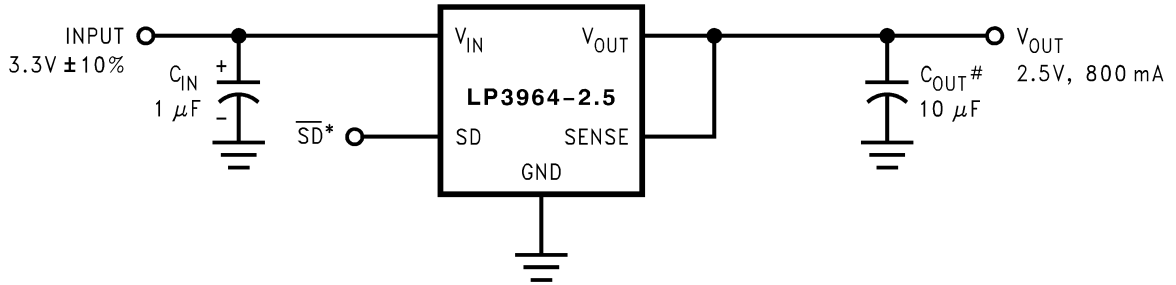 INPUT
3.3V ±10%
+
C_IN
1 μF
–
V_IN
V_OUT
LP3964-2.5
S̅D̅*
SD
SENSE
GND
V_OUT
2.5V, 800 mA
C_OUT#
10 μF